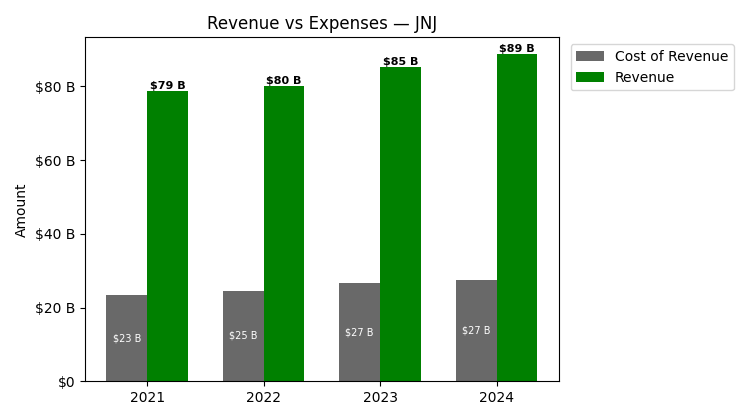 Revenue vs Expenses — JNJ
Cost of Revenue
Revenue
Amount
$80 B
$60 B
$40 B
$20 B
$0
$79 B
$80 B
$85 B
$89 B
$23 B
$25 B
$27 B
$27 B
2021
2022
2023
2024